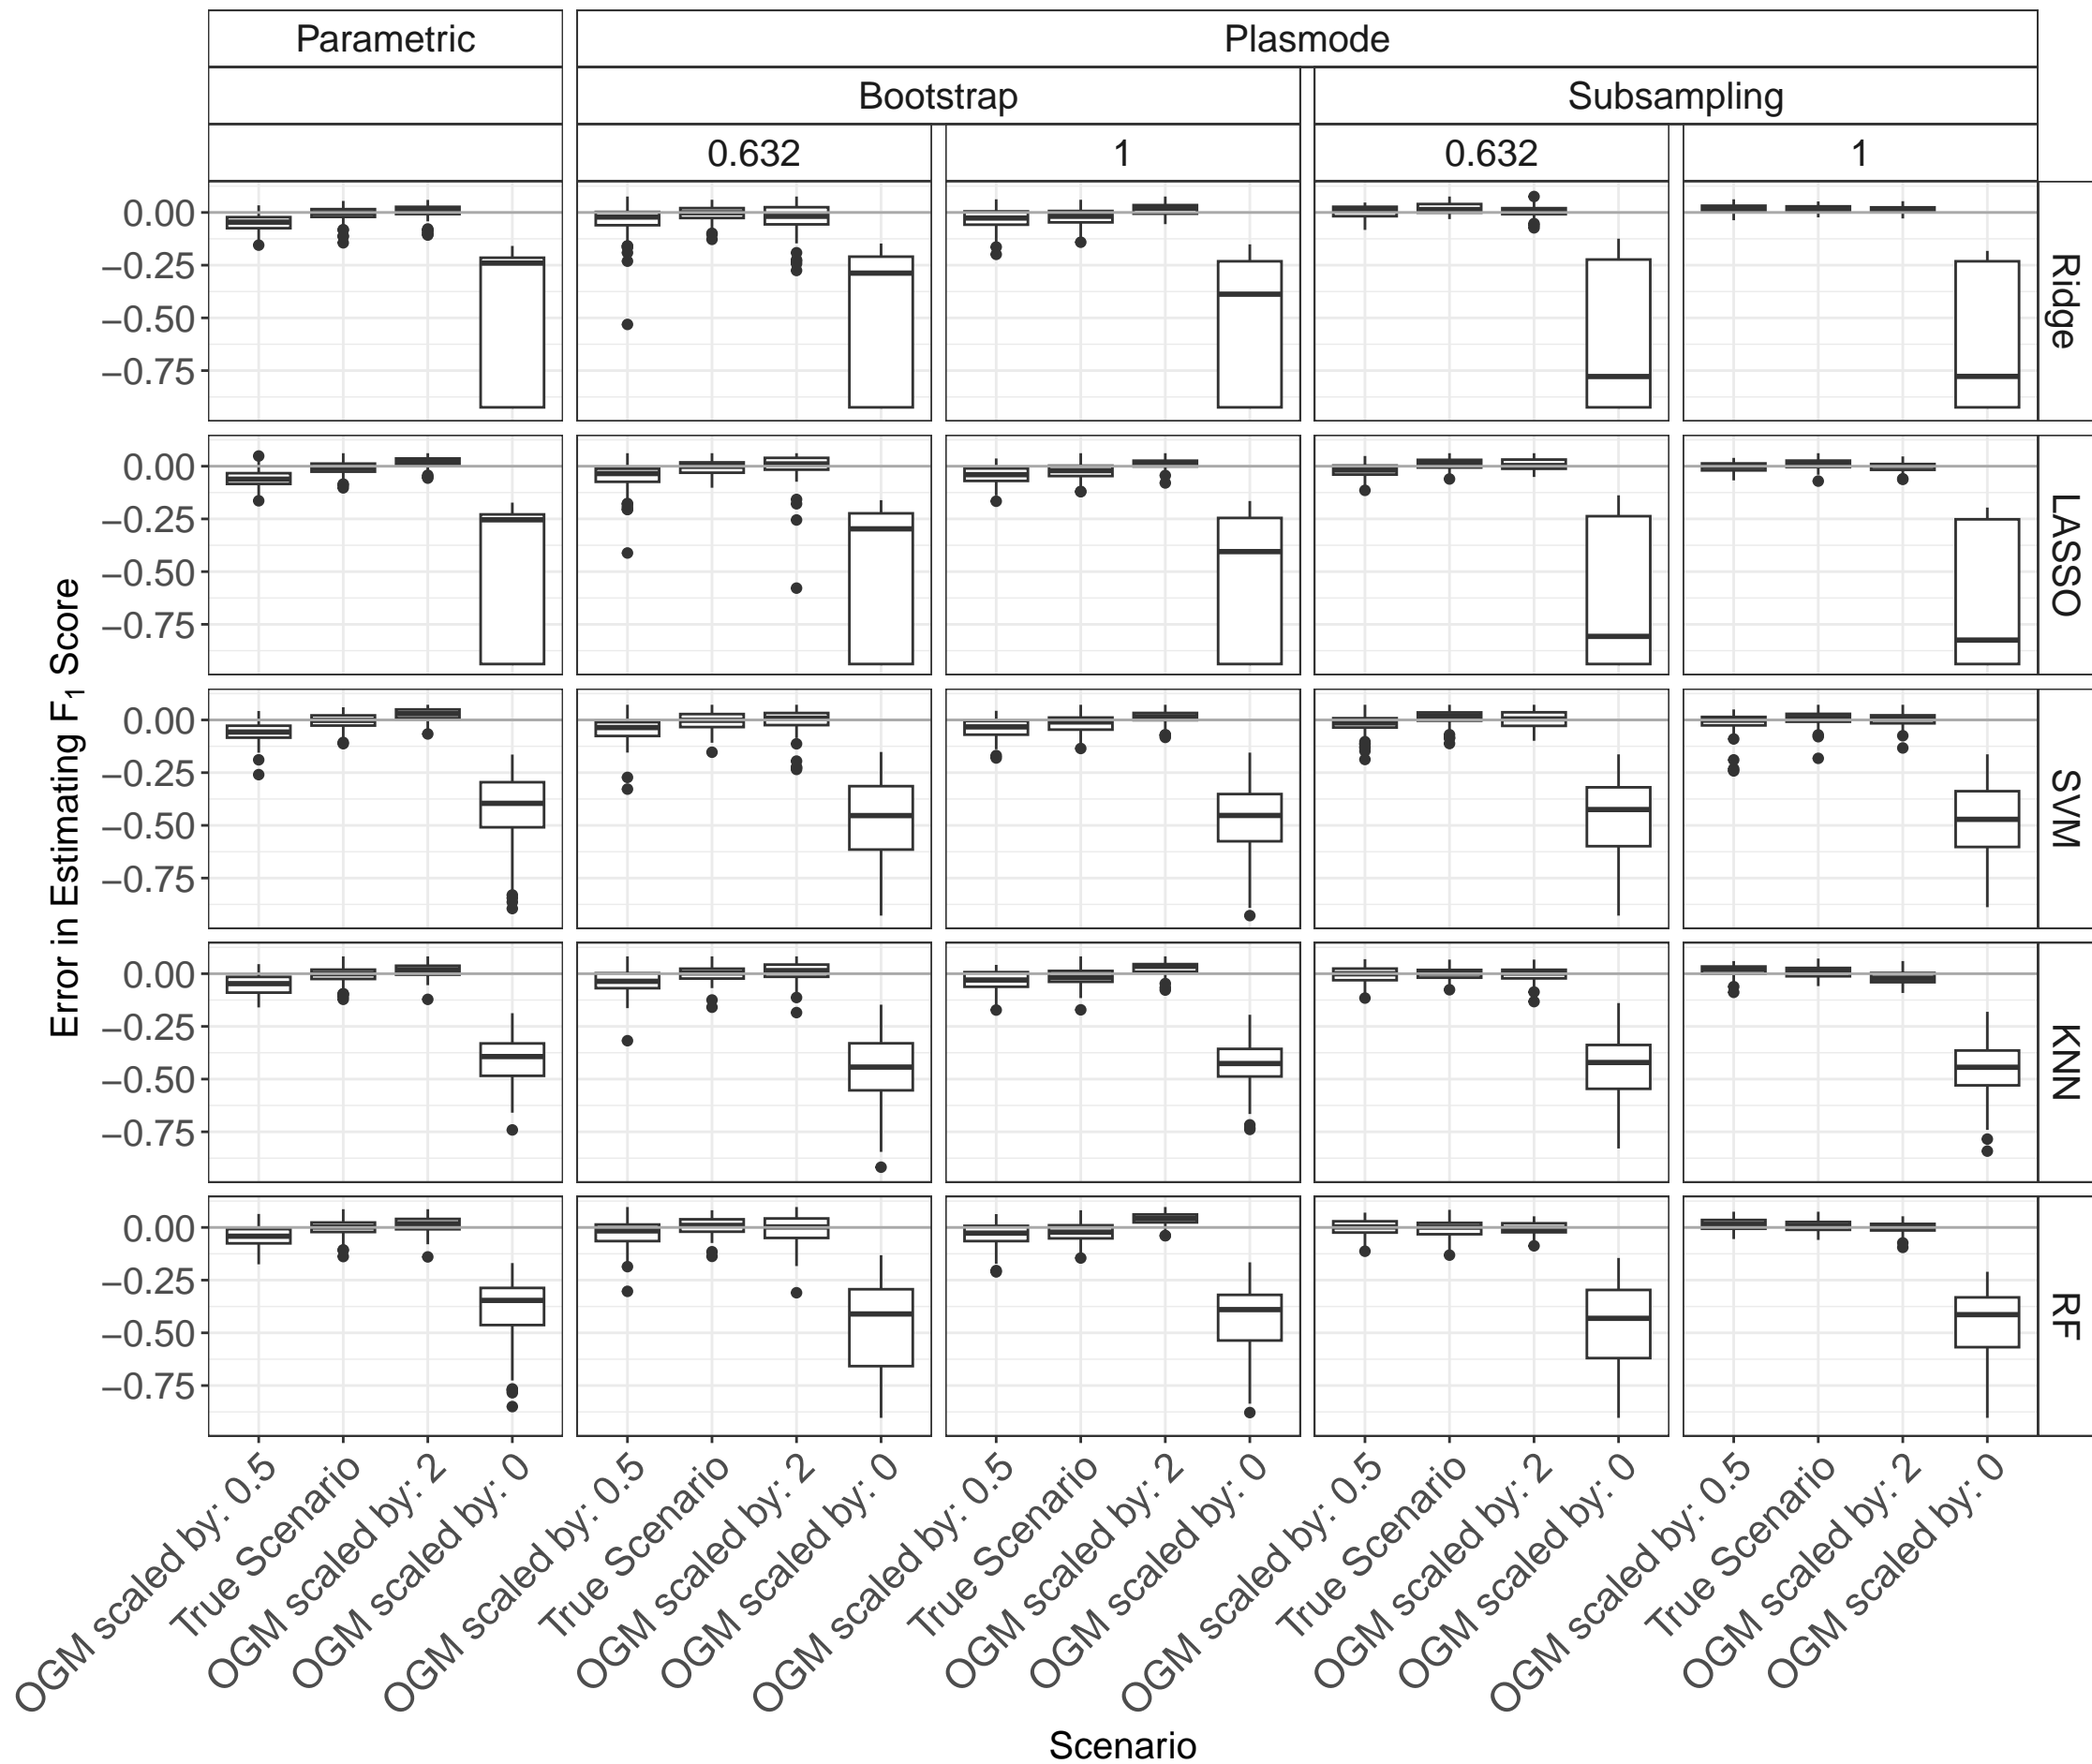 Parametric
Plasmode
Bootstrap
Subsampling
0.632
1
0.632
1
Error in Estimating F1 Score
0.00
−0.25
−0.50
−0.75
Ridge
0.00
−0.25
−0.50
−0.75
LASSO
0.00
−0.25
−0.50
−0.75
SVM
0.00
−0.25
−0.50
−0.75
KNN
0.00
−0.25
−0.50
−0.75
RF
OGM scaled by: 0.5
True Scenario
OGM scaled by: 2
OGM scaled by: 0
OGM scaled by: 0.5
True Scenario
OGM scaled by: 2
OGM scaled by: 0
OGM scaled by: 0.5
True Scenario
OGM scaled by: 2
OGM scaled by: 0
OGM scaled by: 0.5
True Scenario
OGM scaled by: 2
OGM scaled by: 0
OGM scaled by: 0.5
True Scenario
OGM scaled by: 2
OGM scaled by: 0
Scenario